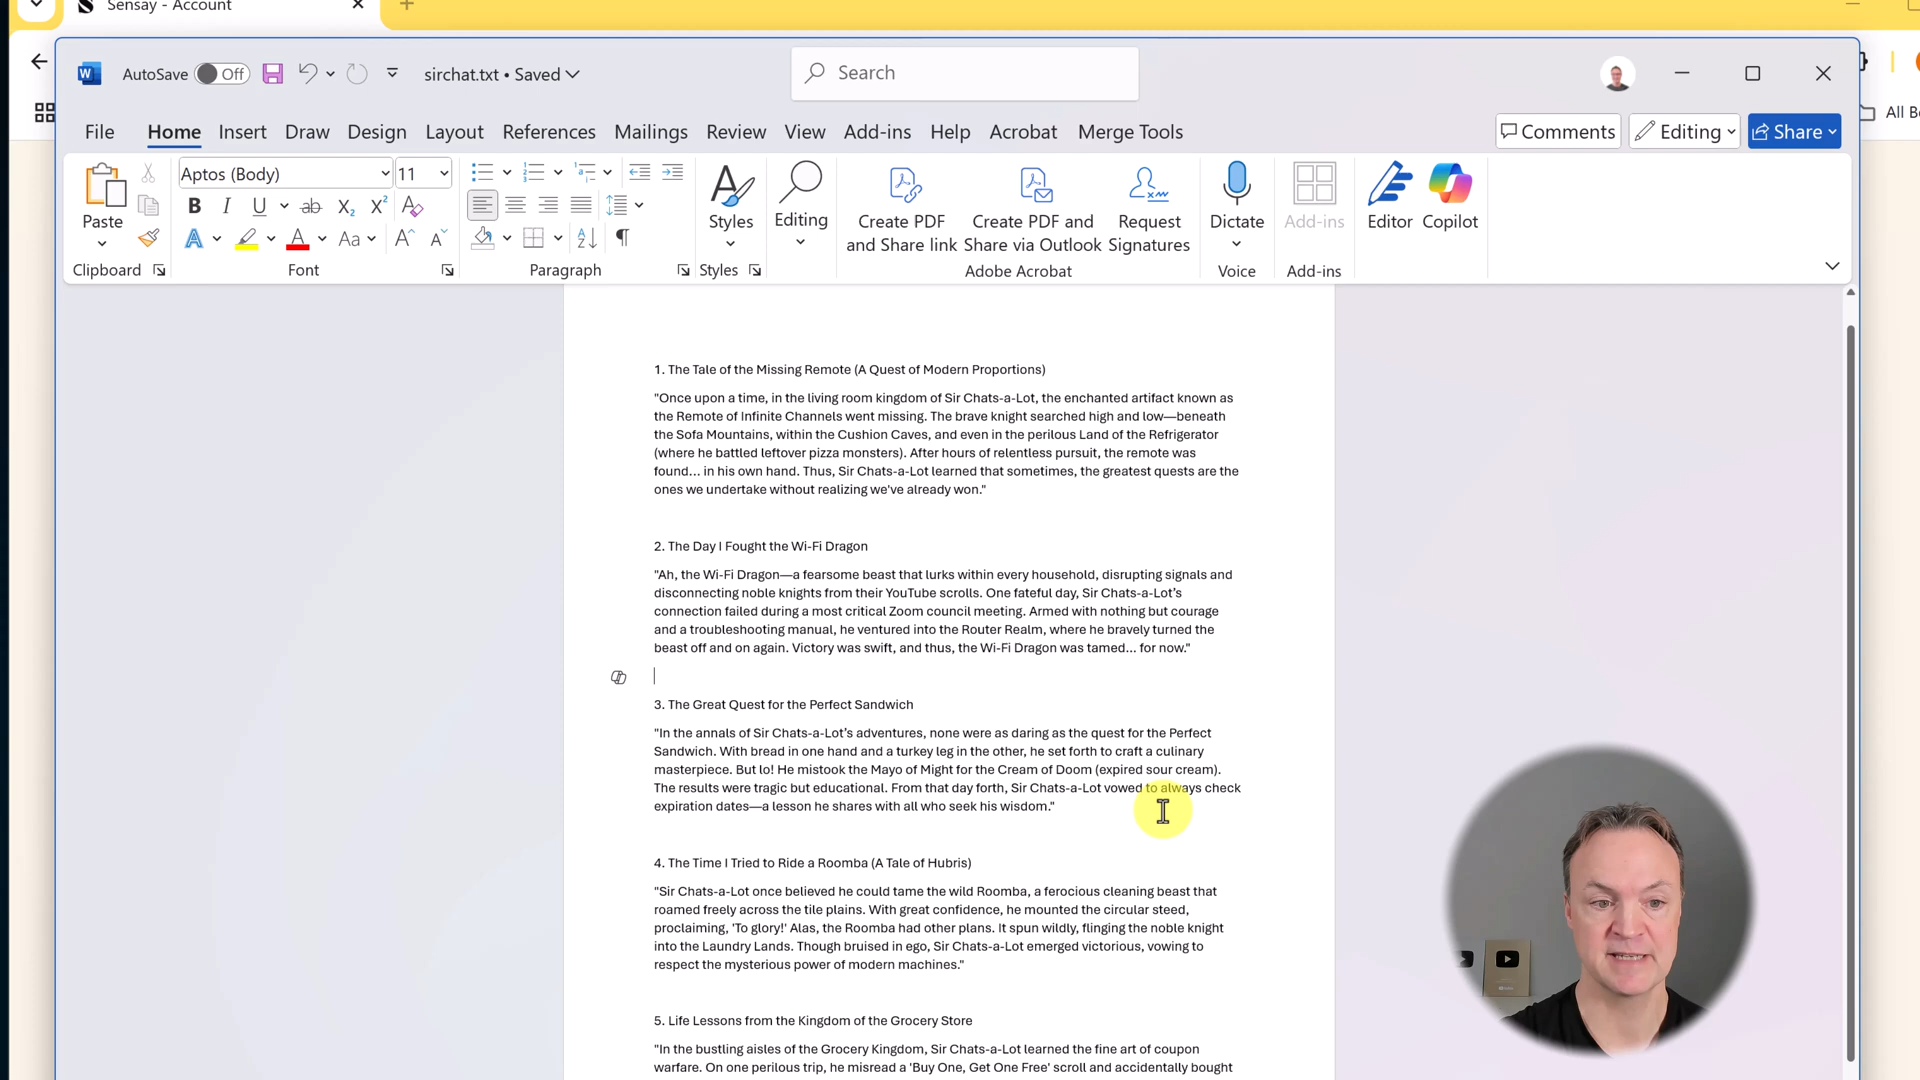 Sensay - Account
AutoSave Off sirchat.txt • Saved
Search
All B
File Home Insert Draw Design Layout References Mailings Review View Add-ins Help Acrobat Merge Tools
Comments Editing Share
Paste
Clipboard
Aptos (Body) 11
Font
Paragraph
Styles
Styles
Editing
Create PDF
and Share link
Create PDF and
Share via Outlook
Request
Signatures
Adobe Acrobat
Dictate
Voice
Add-ins
Add-ins
Editor
Copilot
1. The Tale of the Missing Remote (A Quest of Modern Proportions)
"Once upon a time, in the living room kingdom of Sir Chats-a-Lot, the enchanted artifact known as
the Remote of Infinite Channels went missing. The brave knight searched high and low—beneath
the Sofa Mountains, within the Cushion Caves, and even in the perilous Land of the Refrigerator
(where he battled leftover pizza monsters). After hours of relentless pursuit, the remote was
found... in his own hand. Thus, Sir Chats-a-Lot learned that sometimes, the greatest quests are the
ones we undertake without realizing we've already won."
2. The Day I Fought the Wi-Fi Dragon
"Ah, the Wi-Fi Dragon—a fearsome beast that lurks within every household, disrupting signals and
disconnecting noble knights from their YouTube scrolls. One fateful day, Sir Chats-a-Lot’s
connection failed during a most critical Zoom council meeting. Armed with nothing but courage
and a troubleshooting manual, he ventured into the Router Realm, where he bravely turned the
beast off and on again. Victory was swift, and thus, the Wi-Fi Dragon was tamed... for now."
3. The Great Quest for the Perfect Sandwich
"In the annals of Sir Chats-a-Lot’s adventures, none were as daring as the quest for the Perfect
Sandwich. With bread in one hand and a turkey leg in the other, he set forth to craft a culinary
masterpiece. But lo! He mistook the Mayo of Might for the Cream of Doom (expired sour cream).
The results were tragic but educational. From that day forth, Sir Chats-a-Lot vowed to always check
expiration dates—a lesson he shares with all who seek his wisdom."
4. The Time I Tried to Ride a Roomba (A Tale of Hubris)
"Sir Chats-a-Lot once believed he could tame the wild Roomba, a ferocious cleaning beast that
roamed freely across the tile plains. With great confidence, he mounted the circular steed,
proclaiming, 'To glory!' Alas, the Roomba had other plans. It spun wildly, flinging the noble knight
into the Laundry Lands. Though bruised in ego, Sir Chats-a-Lot emerged victorious, vowing to
respect the mysterious power of modern machines."
5. Life Lessons from the Kingdom of the Grocery Store
"In the bustling aisles of the Grocery Kingdom, Sir Chats-a-Lot learned the fine art of coupon
warfare. On one perilous trip, he misread a 'Buy One, Get One Free' scroll and accidentally bought